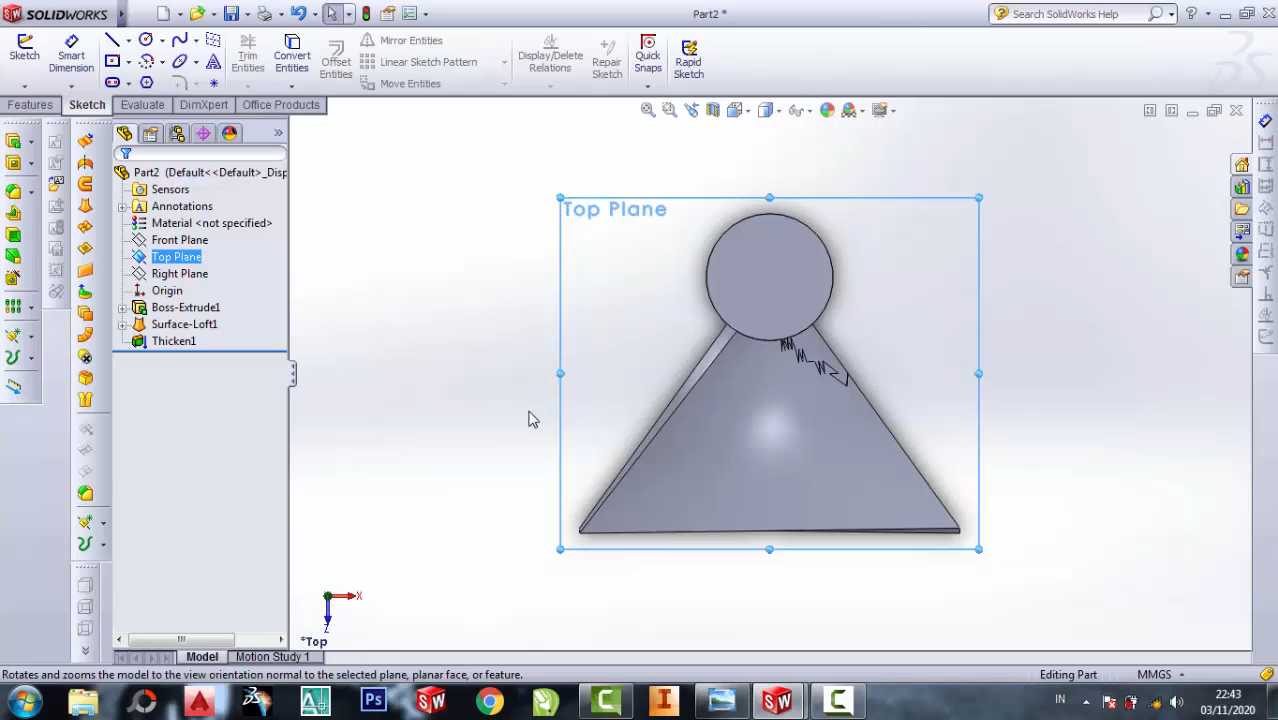 SOLIDWORKS
Part2 *
Search SolidWorks Help
Sketch
Smart Dimension
Trim Entities
Convert Entities
Offset Entities
Mirror Entities
Linear Sketch Pattern
Move Entities
Display/Delete Relations
Repair Sketch
Quick Snaps
Rapid Sketch
Features
Sketch
Evaluate
DimXpert
Office Products
Part2 (Default<<Default>_Disp
Sensors
Annotations
Material <not specified>
Front Plane
Top Plane
Right Plane
Origin
Boss-Extrude1
Surface-Loft1
Thicken1
Top Plane
X
Z
*Top
Model
Motion Study 1
Rotates and zooms the model to the view orientation normal to the selected plane, planar face, or feature.
Editing Part
MMGS
IN
22:43
03/11/2020